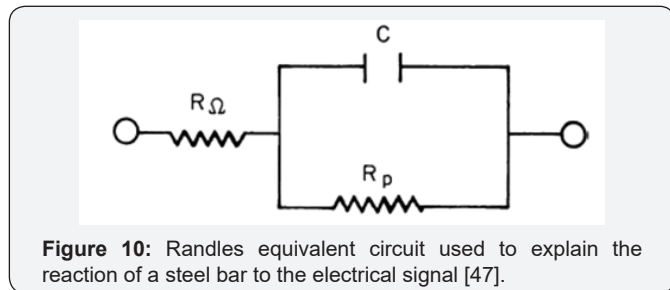 C
RΩ
Rp
Figure 10: Randles equivalent circuit used to explain the
reaction of a steel bar to the electrical signal [47].